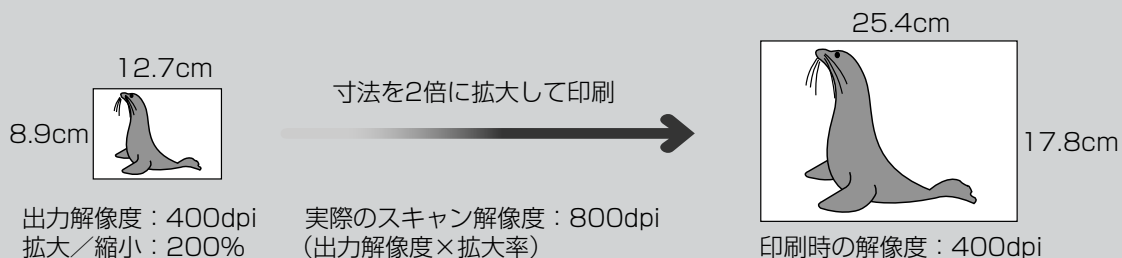 12.7cm
8.9cm
出力解像度：400dpi
拡大／縮小：200%
寸法を2倍に拡大して印刷
実際のスキャン解像度：800dpi
（出力解像度×拡大率）
25.4cm
17.8cm
印刷時の解像度：400dpi